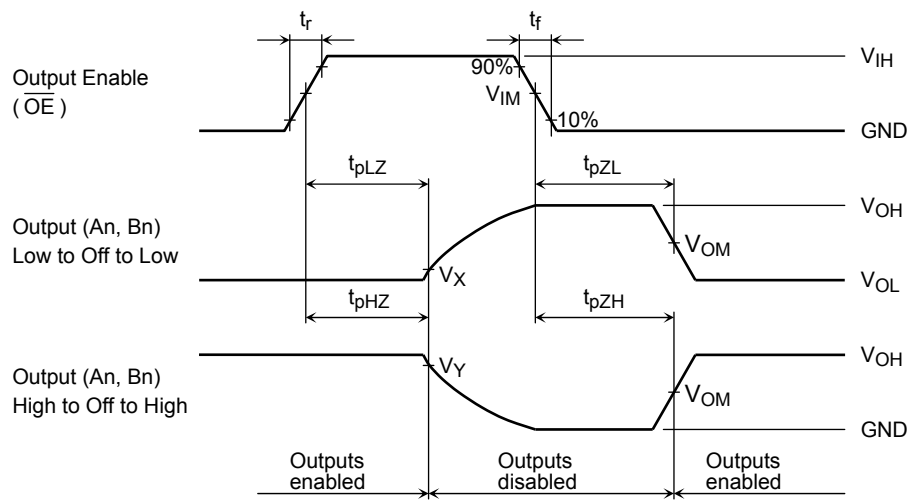 tr
tf
VIH
90%
Output Enable
( OE )
VIM
10%
GND
tpLZ
tpZL
VOH
Output (An, Bn)
Low to Off to Low
VOM
VX
VOL
tpHZ
tpZH
VOH
Output (An, Bn)
High to Off to High
VY
VOM
GND
Outputs
enabled
Outputs
disabled
Outputs
enabled